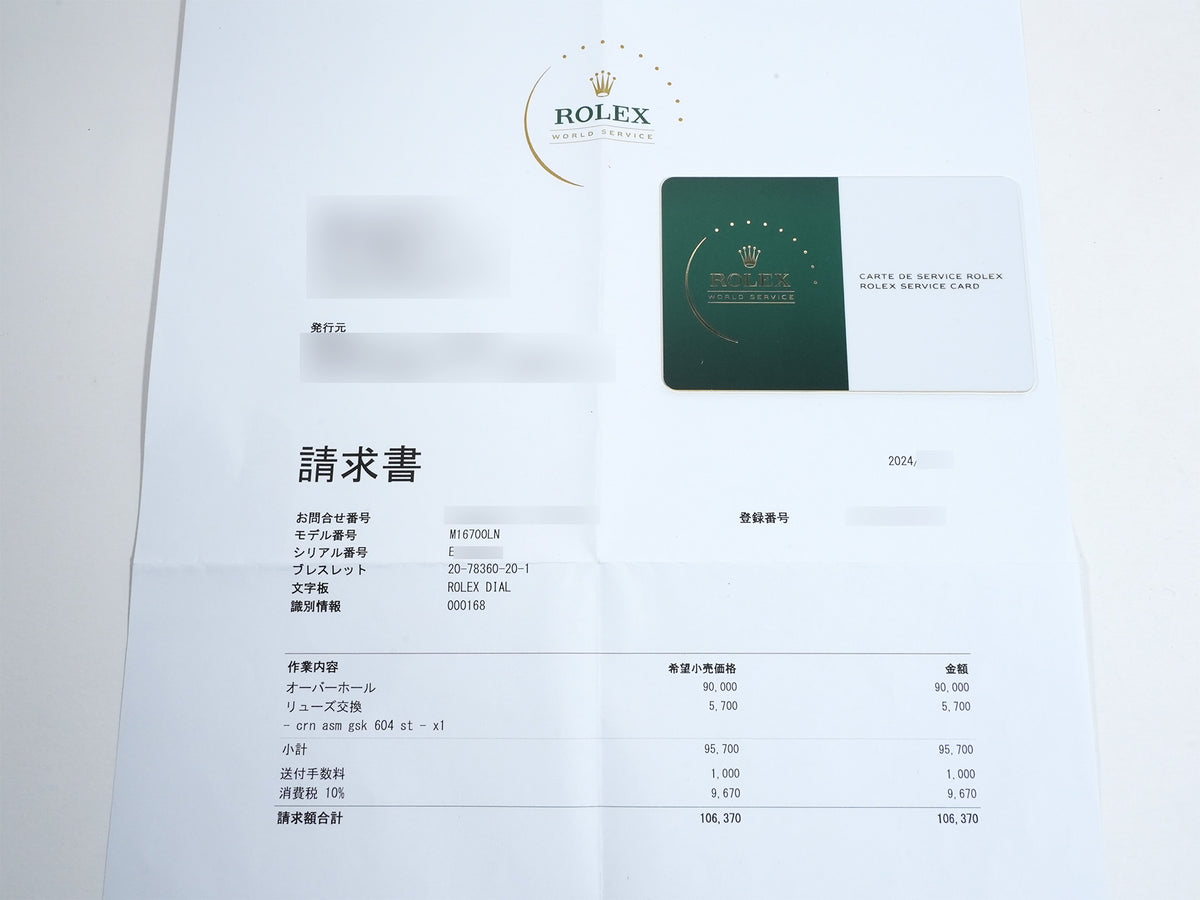 ROLEX
WORLD SERVICE
ROLEX
WORLD SERVICE
CARTE DE SERVICE ROLEX
ROLEX SERVICE CARD
発行元
請求書
2024/
お問合せ番号
登録番号
モデル番号 M16700LN
シリアル番号 E
ブレスレット 20-78360-20-1
文字板 ROLEX DIAL
識別情報 000168
作業内容 希望小売価格 金額
オーバーホール 90,000 90,000
リューズ交換 5,700 5,700
- crn asm gsk 604 st - x1
小計 95,700 95,700
送付手数料 1,000 1,000
消費税 10% 9,670 9,670
請求額合計 106,370 106,370